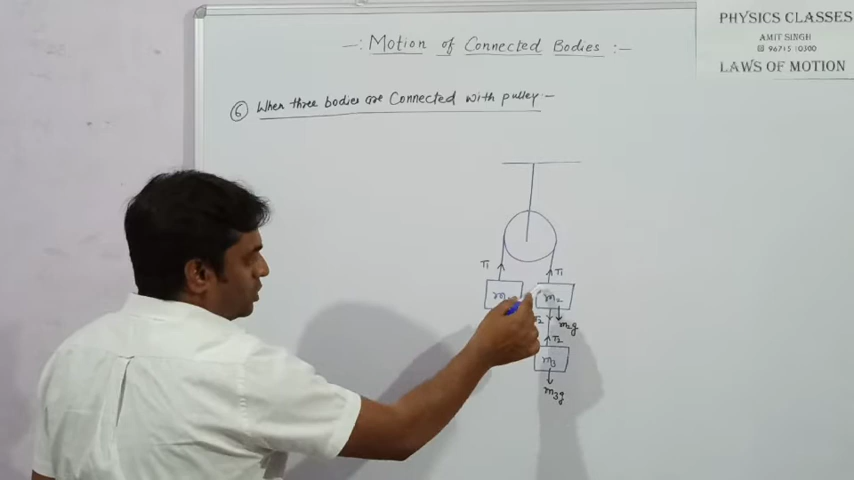 PHYSICS CLASSES
AMIT SINGH
96715 10300
LAWS OF MOTION
—: Motion of Connected Bodies :—
6 When three bodies are Connected with pulley:—
T1 T1
m2
T2 m2g
T2
m3
m3g